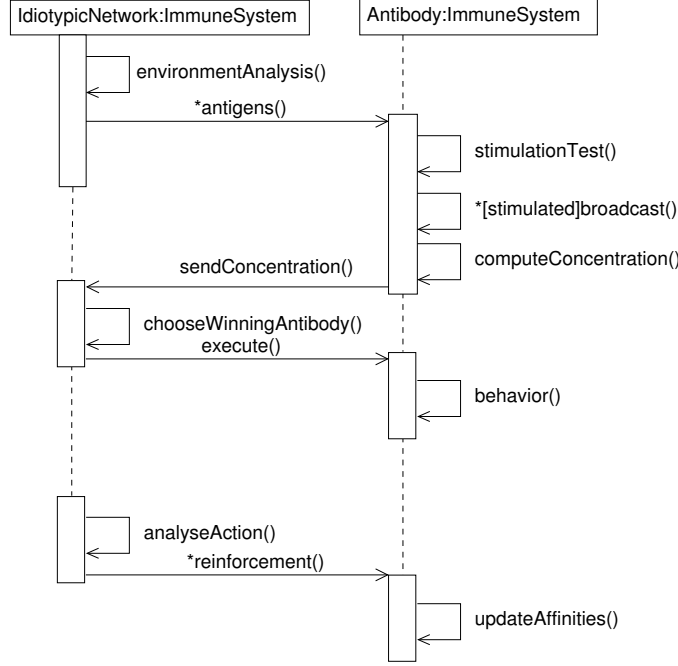 IdiotypicNetwork:ImmuneSystem
Antibody:ImmuneSystem
environmentAnalysis()
*antigens()
stimulationTest()
*[stimulated]broadcast()
computeConcentration()
sendConcentration()
chooseWinningAntibody()
execute()
behavior()
analyseAction()
*reinforcement()
updateAffinities()